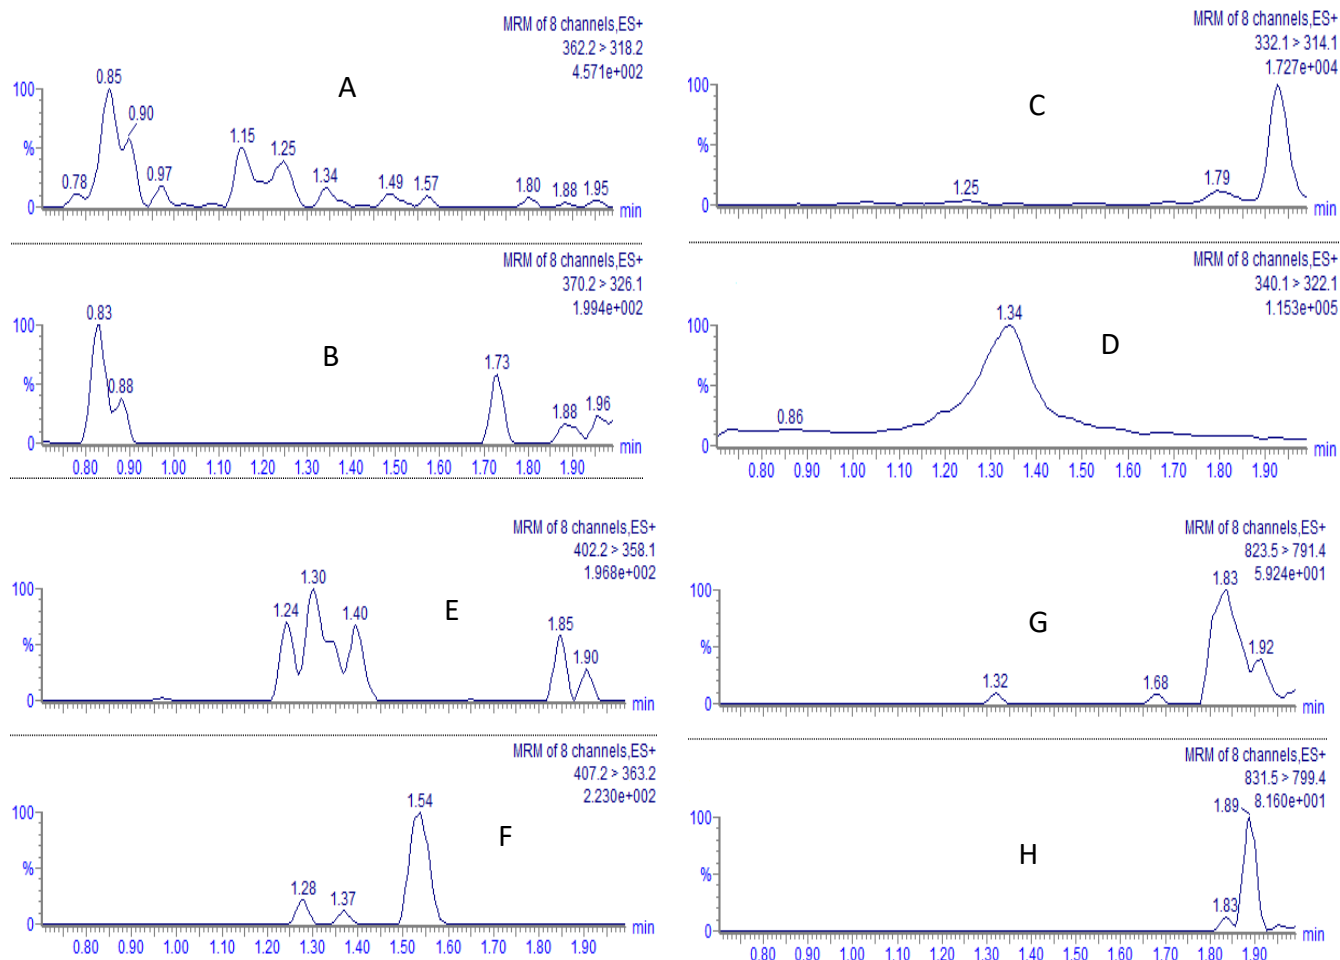 MRM of 8 channels,ES+
362.2 > 318.2
4.571e+002
A
100
%
0
0.78
0.85
0.90
0.97
1.15
1.25
1.34
1.49
1.57
1.80
1.88
1.95
min
MRM of 8 channels,ES+
370.2 > 326.1
1.994e+002
B
100
%
0
0.83
0.88
1.73
1.88
1.96
min
0.80 0.90 1.00 1.10 1.20 1.30 1.40 1.50 1.60 1.70 1.80 1.90
MRM of 8 channels,ES+
402.2 > 358.1
1.968e+002
E
100
%
0
1.24
1.30
1.40
1.85
1.90
min
MRM of 8 channels,ES+
407.2 > 363.2
2.230e+002
F
100
%
0
1.28
1.37
1.54
min
0.80 0.90 1.00 1.10 1.20 1.30 1.40 1.50 1.60 1.70 1.80 1.90
MRM of 8 channels,ES+
332.1 > 314.1
1.727e+004
C
100
%
0
1.25
1.79
min
MRM of 8 channels,ES+
340.1 > 322.1
1.153e+005
D
100
%
0
0.86
1.34
min
0.80 0.90 1.00 1.10 1.20 1.30 1.40 1.50 1.60 1.70 1.80 1.90
MRM of 8 channels,ES+
823.5 > 791.4
5.924e+001
G
100
%
0
1.32
1.68
1.83
1.92
min
MRM of 8 channels,ES+
831.5 > 799.4
8.160e+001
H
100
%
0
1.83
1.89
min
0.80 0.90 1.00 1.10 1.20 1.30 1.40 1.50 1.60 1.70 1.80 1.90